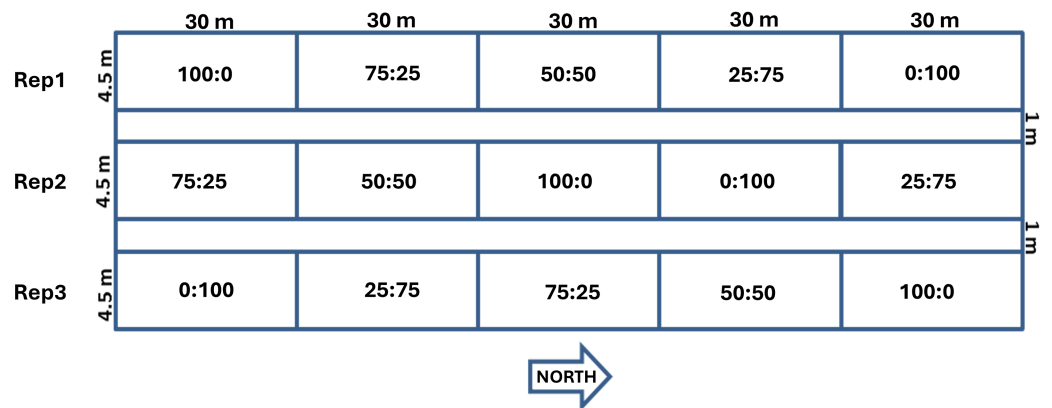 30 m 30 m 30 m 30 m 30 m
Rep1 4.5 m 100:0 75:25 50:50 25:75 0:100
1 m
Rep2 4.5 m 75:25 50:50 100:0 0:100 25:75
1 m
Rep3 4.5 m 0:100 25:75 75:25 50:50 100:0
NORTH